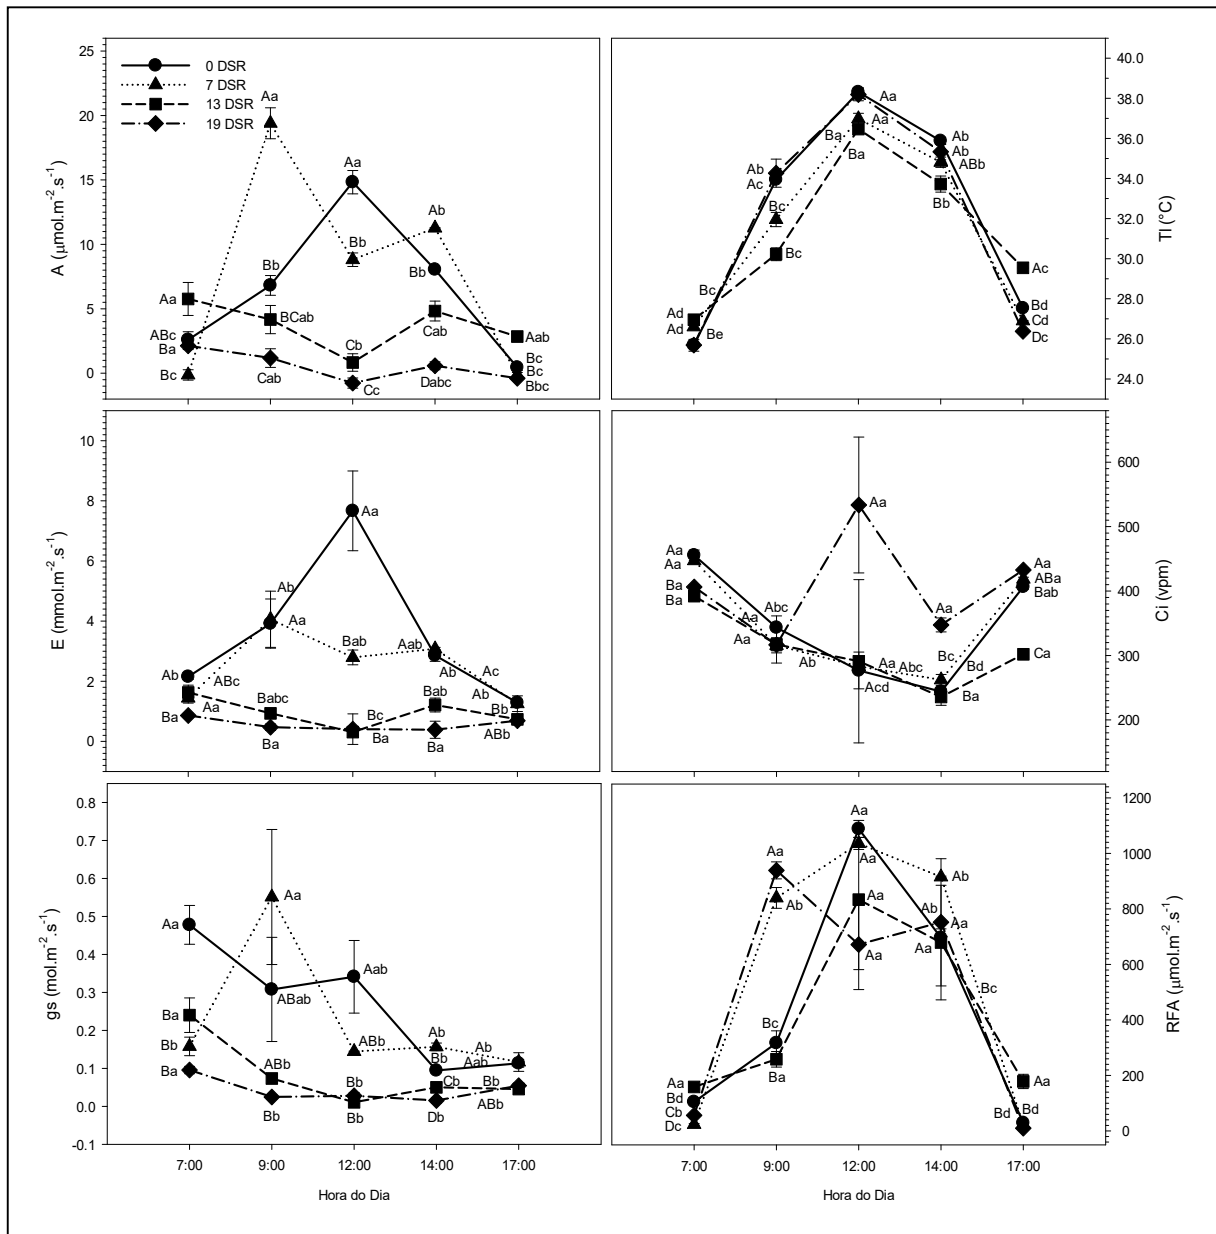 25
20
15
10
5
0
A (μmol.m⁻².s⁻¹)
0 DSR
7 DSR
13 DSR
19 DSR
Aa
Aa
Ab
Bb
Bb
Bb
Aa
BCab
ABc
Ba
Bc
Cab
Cb
Cc
Cab
Dabc
Aab
Bc
Bc
Bbc
40.0
38.0
36.0
34.0
32.0
30.0
28.0
26.0
24.0
Tl (°C)
Aa
Aa
Ba
Ba
Ab
Ab
ABb
Bb
Ab
Ac
Bc
Bc
Bc
Ad
Ad
Be
Ac
Bd
Cd
Dc
10
8
6
4
2
0
E (mmol.m⁻².s⁻¹)
Aa
Ab
Aa
Bab
Aab
Ab
Ab
ABc
Aa
Ba
Babc
Ba
Bc
Ba
Bab
Ba
Ac
Ab
Bb
ABb
600
500
400
300
200
Ci (vpm)
Aa
Aa
Ba
Ba
Abc
Aa
Aa
Ab
Aa
Aa
Abc
Acd
Aa
Bc
Bd
Ba
Aa
ABa
Bab
Ca
0.8
0.7
0.6
0.5
0.4
0.3
0.2
0.1
0.0
-0.1
gs (mol.m⁻².s⁻¹)
Aa
Ba
Bb
Ba
Aa
ABab
ABb
Bb
Aab
ABb
Bb
Bb
Ab
Bb
Cb
Db
Ab
Aab
Bb
ABb
7:00
9:00
12:00
14:00
17:00
Hora do Dia
1200
1000
800
600
400
200
0
RFA (μmol.m⁻².s⁻¹)
Aa
Aa
Aa
Aa
Aa
Ab
Bc
Ba
Ab
Ab
Aa
Aa
Aa
Bd
Cb
Dc
Bc
Aa
Bd
Bd
7:00
9:00
12:00
14:00
17:00
Hora do Dia